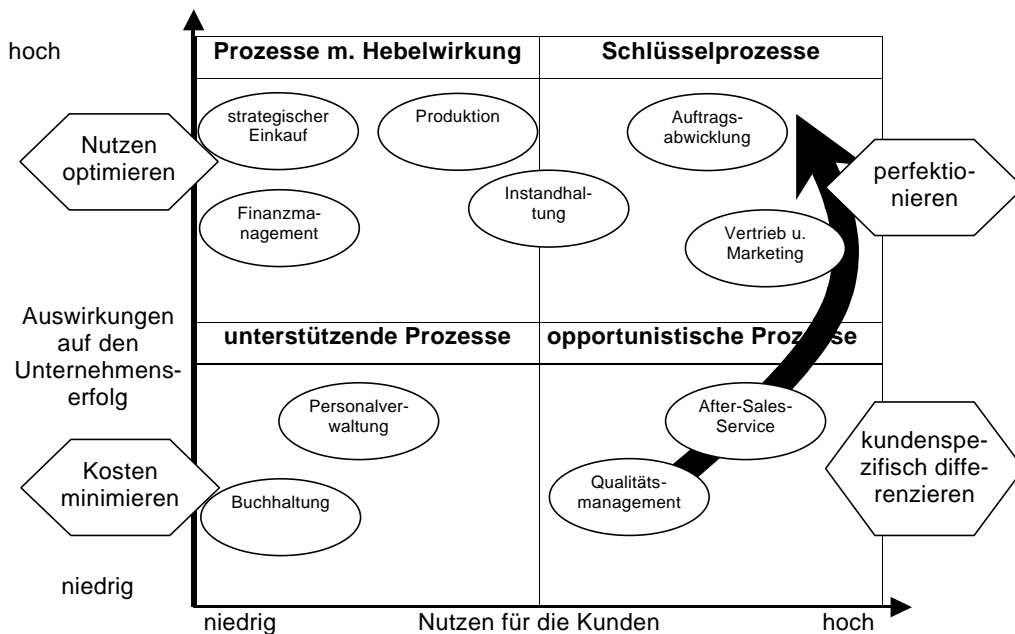 hoch
Prozesse m. Hebelwirkung
Schlüsselprozesse
strategischer
Einkauf
Produktion
Auftrags-
abwicklung
Nutzen
optimieren
perfektio-
nieren
Instandhal-
tung
Finanzma-
nagement
Vertrieb u.
Marketing
Auswirkungen
auf den
Unternehmens-
erfolg
unterstützende Prozesse
opportunistische Prozesse
Personalver-
waltung
After-Sales-
Service
kundenspe-
zifisch diffe-
renzieren
Kosten
minimieren
Buchhaltung
Qualitäts-
management
niedrig
niedrig
Nutzen für die Kunden
hoch